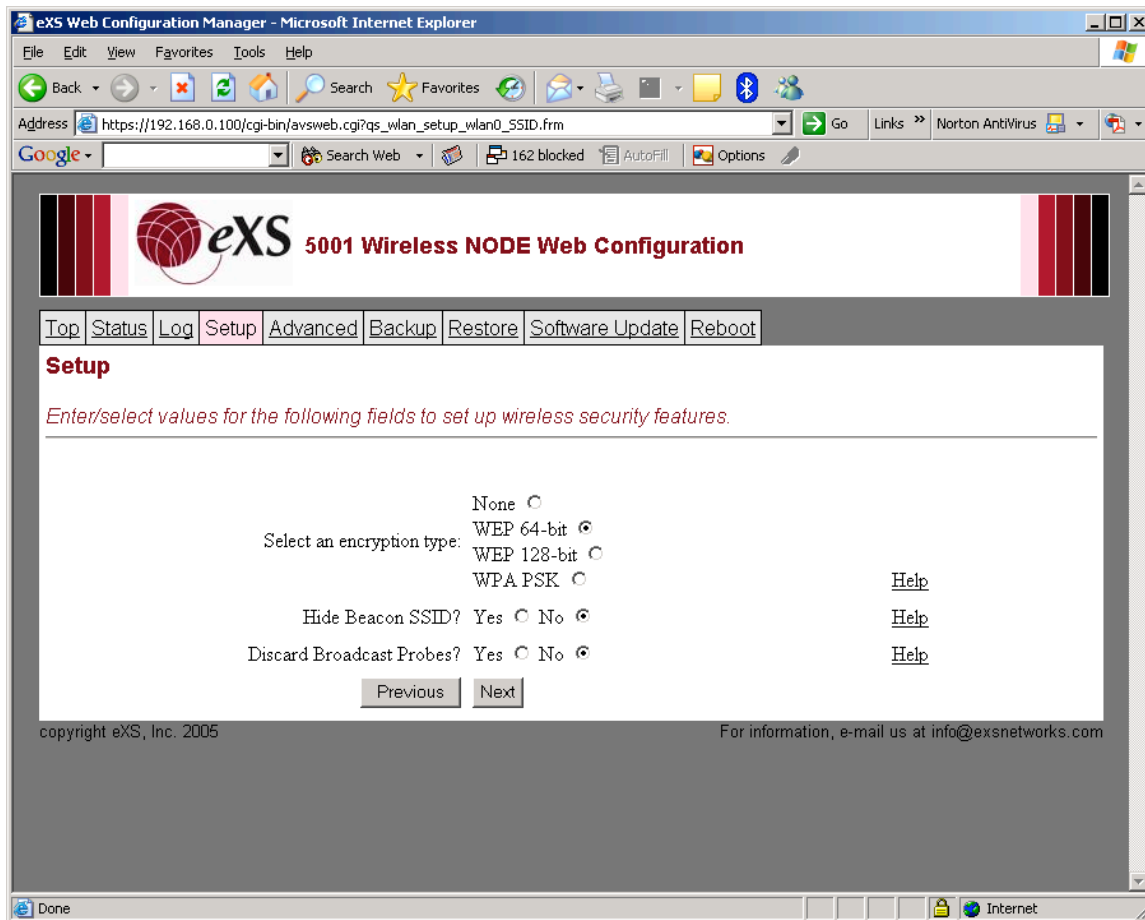 eXS Web Configuration Manager - Microsoft Internet Explorer
File Edit View Favorites Tools Help
Back Search Favorites
Address https://192.168.0.100/cgi-bin/avsweb.cgi?qs_wlan_setup_wlan0_SSID.frm Go Links » Norton AntiVirus
Google Search Web 162 blocked AutoFill Options
eXS 5001 Wireless NODE Web Configuration
Top Status Log Setup Advanced Backup Restore Software Update Reboot
Setup
Enter/select values for the following fields to set up wireless security features.
None
Select an encryption type: WEP 64-bit
WEP 128-bit
WPA PSK Help
Hide Beacon SSID? Yes No Help
Discard Broadcast Probes? Yes No Help
Previous Next
copyright eXS, Inc. 2005 For information, e-mail us at info@exsnetworks.com
Done Internet